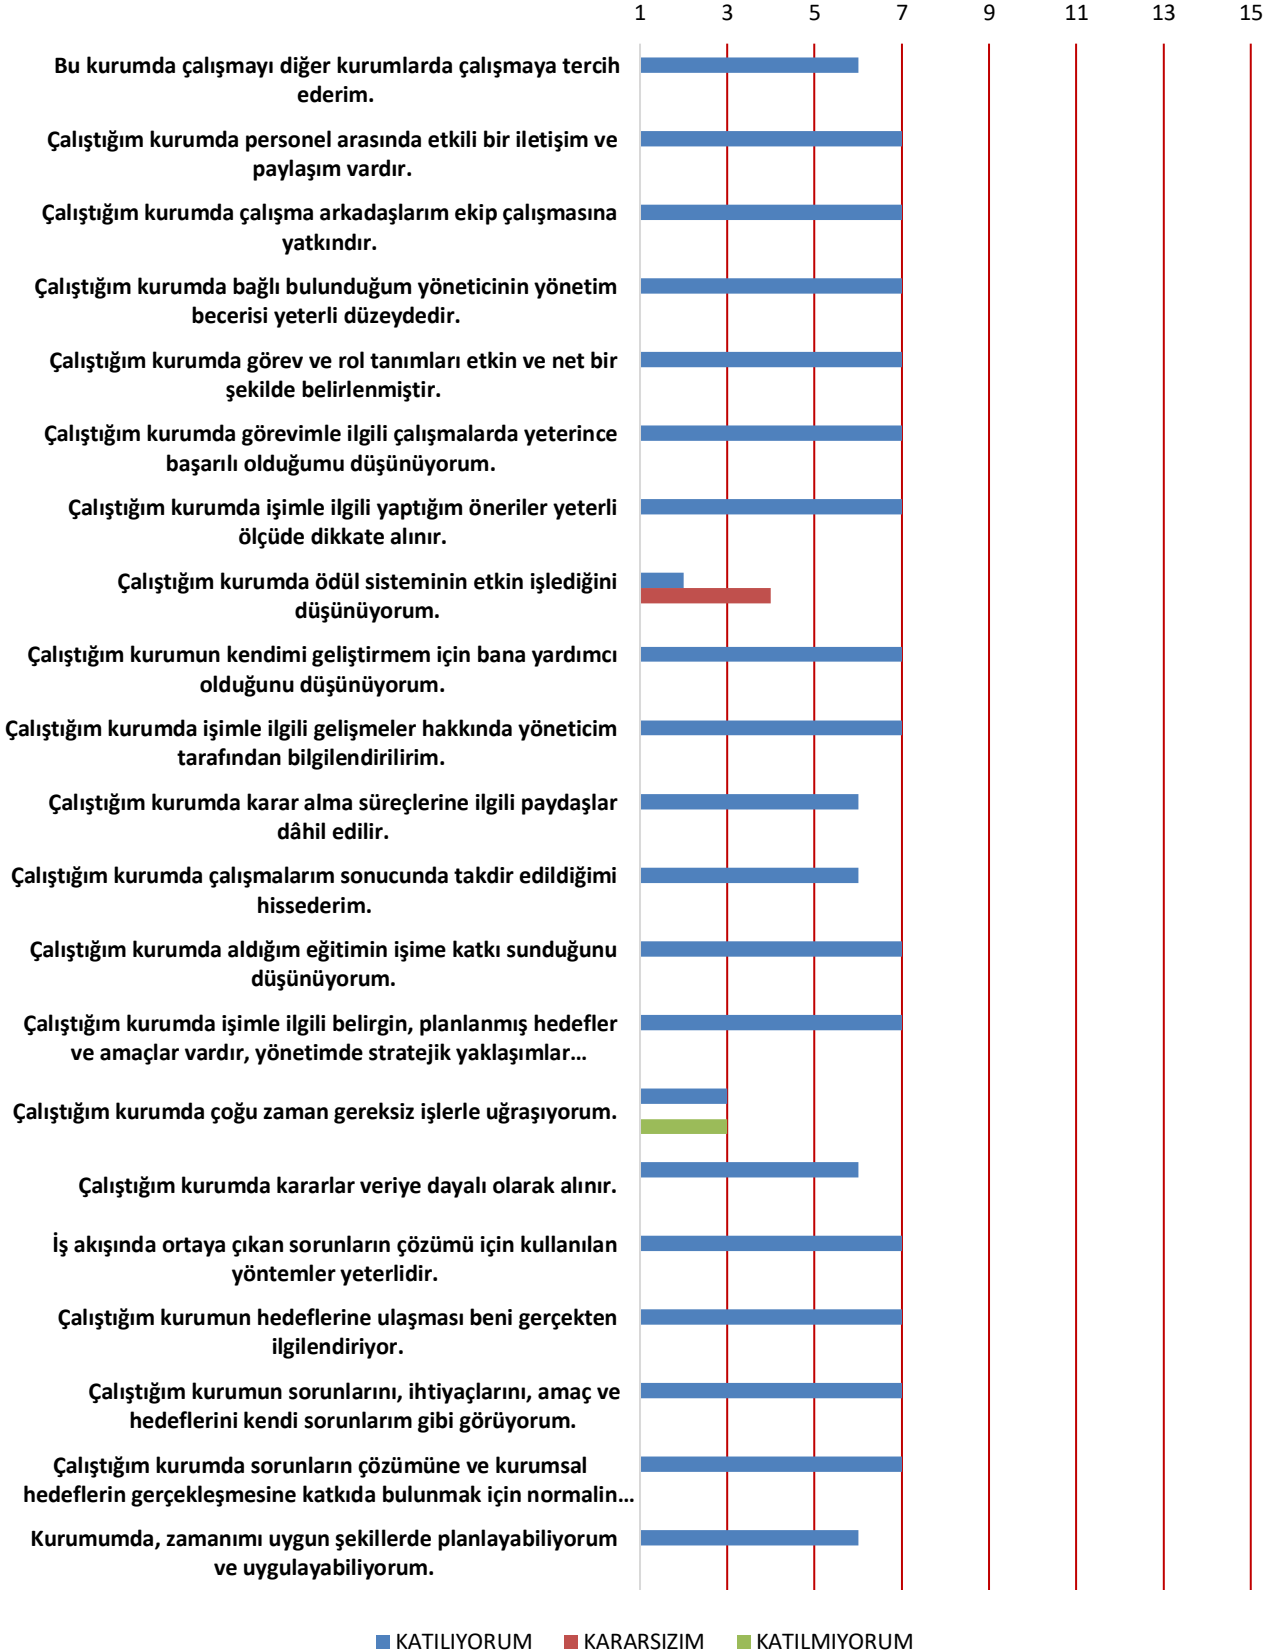 1 3 5 7 9 11 13 15
Bu kurumda çalışmayı diğer kurumlarda çalışmaya tercih
ederim.
Çalıştığım kurumda personel arasında etkili bir iletişim ve
paylaşım vardır.
Çalıştığım kurumda çalışma arkadaşlarım ekip çalışmasına
yatkındır.
Çalıştığım kurumda bağlı bulunduğum yöneticinin yönetim
becerisi yeterli düzeydedir.
Çalıştığım kurumda görev ve rol tanımları etkin ve net bir
şekilde belirlenmiştir.
Çalıştığım kurumda görevimle ilgili çalışmalarda yeterince
başarılı olduğumu düşünüyorum.
Çalıştığım kurumda işimle ilgili yaptığım öneriler yeterli
ölçüde dikkate alınır.
Çalıştığım kurumda ödül sisteminin etkin işlediğini
düşünüyorum.
Çalıştığım kurumun kendimi geliştirmem için bana yardımcı
olduğunu düşünüyorum.
Çalıştığım kurumda işimle ilgili gelişmeler hakkında yöneticim
tarafından bilgilendirilirim.
Çalıştığım kurumda karar alma süreçlerine ilgili paydaşlar
dâhil edilir.
Çalıştığım kurumda çalışmalarım sonucunda takdir edildiğimi
hissederim.
Çalıştığım kurumda aldığım eğitimin işime katkı sunduğunu
düşünüyorum.
Çalıştığım kurumda işimle ilgili belirgin, planlanmış hedefler
ve amaçlar vardır, yönetimde stratejik yaklaşımlar…
Çalıştığım kurumda çoğu zaman gereksiz işlerle uğraşıyorum.
Çalıştığım kurumda kararlar veriye dayalı olarak alınır.
İş akışında ortaya çıkan sorunların çözümü için kullanılan
yöntemler yeterlidir.
Çalıştığım kurumun hedeflerine ulaşması beni gerçekten
ilgilendiriyor.
Çalıştığım kurumun sorunlarını, ihtiyaçlarını, amaç ve
hedeflerini kendi sorunlarım gibi görüyorum.
Çalıştığım kurumda sorunların çözümüne ve kurumsal
hedeflerin gerçekleşmesine katkıda bulunmak için normalin…
Kurumumda, zamanımı uygun şekillerde planlayabiliyorum
ve uygulayabiliyorum.
KATILIYORUM KARARSIZIM KATILMIYORUM